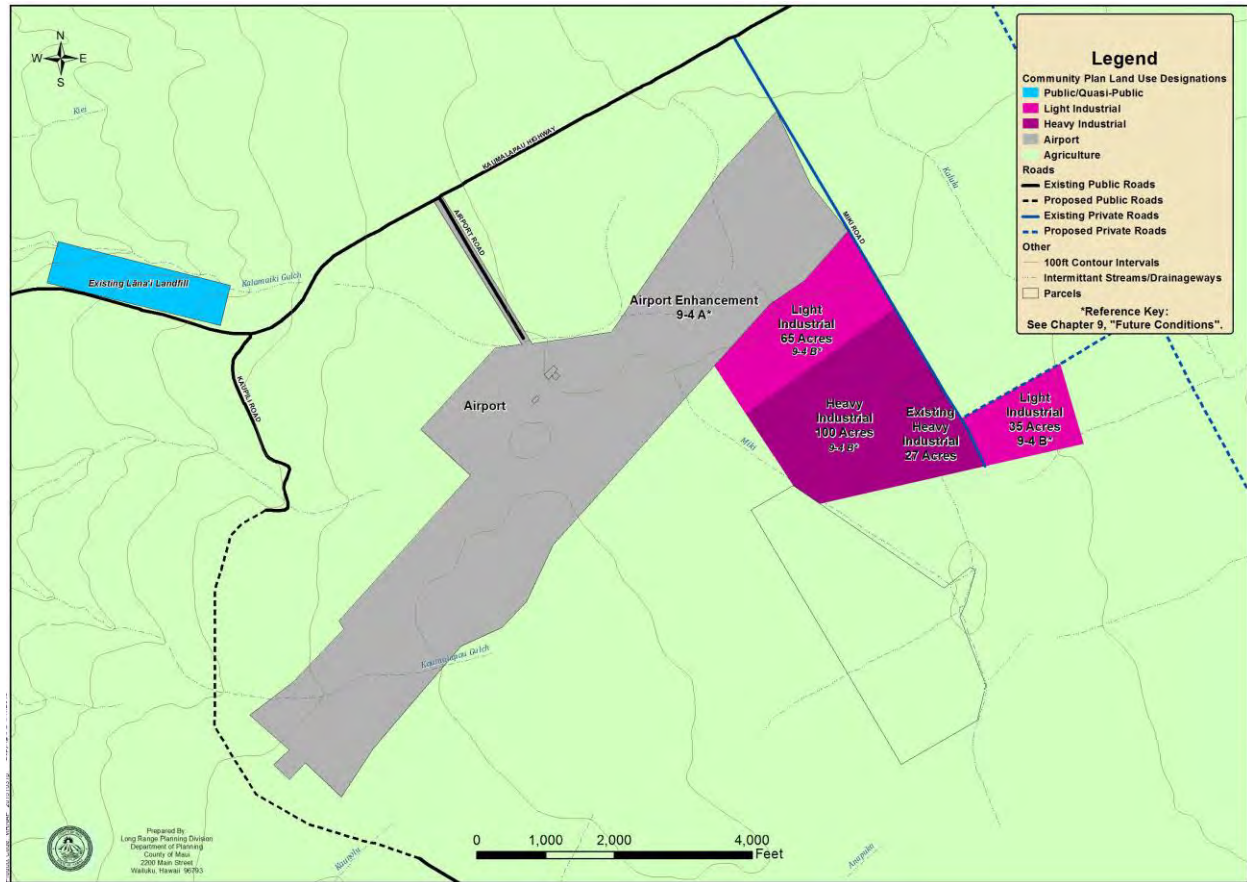 N
W E
S
Legend
Community Plan Land Use Designations
Public/Quasi-Public
Light Industrial
Heavy Industrial
Airport
Agriculture
Roads
Existing Public Roads
Proposed Public Roads
Existing Private Roads
Proposed Private Roads
Other
100ft Contour Intervals
Intermittant Streams/Drainageways
Parcels
*Reference Key:
See Chapter 9, "Future Conditions".
KAUMALAPAU HIGHWAY
AIRPORT ROAD
MIKI ROAD
Kalulu
Existing Lāna'i Landfill
Kalamaiki Gulch
KAUPILI ROAD
Airport Enhancement
9-4 A*
Light
Industrial
65 Acres
9-4 B*
Airport
Heavy
Industrial
100 Acres
9-4 B*
Existing
Heavy
Industrial
27 Acres
Light
Industrial
35 Acres
9-4 B*
Miki
Kaumalapau Gulch
Prepared By
Long Range Planning Division
Department of Planning
County of Maui
2200 Main Street
Wailuku, Hawaii 96793
0 1,000 2,000 4,000
Feet